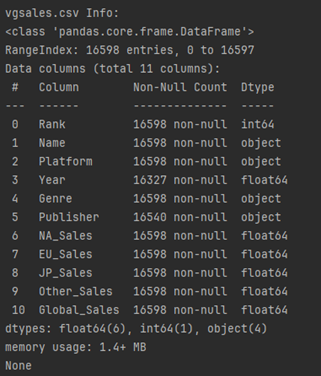 vgsales.csv Info:
<class 'pandas.core.frame.DataFrame'>
RangeIndex: 16598 entries, 0 to 16597
Data columns (total 11 columns):
 #   Column        Non-Null Count  Dtype
---  ------        --------------  -----
 0   Rank          16598 non-null  int64
 1   Name          16598 non-null  object
 2   Platform      16598 non-null  object
 3   Year          16327 non-null  float64
 4   Genre         16598 non-null  object
 5   Publisher     16540 non-null  object
 6   NA_Sales      16598 non-null  float64
 7   EU_Sales      16598 non-null  float64
 8   JP_Sales      16598 non-null  float64
 9   Other_Sales   16598 non-null  float64
 10  Global_Sales  16598 non-null  float64
dtypes: float64(6), int64(1), object(4)
memory usage: 1.4+ MB
None